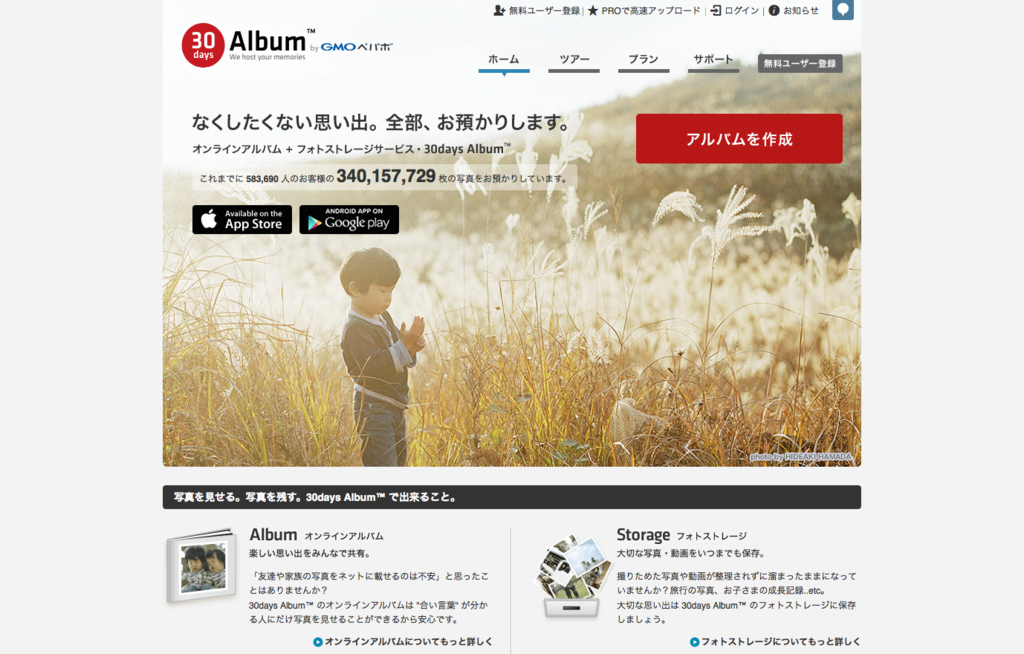 無料ユーザー登録 | PROで高速アップロード | ログイン | お知らせ
30 days Album™ by GMOペパボ
We host your memories
ホーム ツアー プラン サポート 無料ユーザー登録
なくしたくない思い出。全部、お預かりします。
オンラインアルバム + フォトストレージサービス・30days Album™
これまでに 583,690 人のお客様の 340,157,729 枚の写真をお預かりしています。
アルバムを作成
Available on the App Store
ANDROID APP ON Google play
photo by HIDEAKI HAMADA
写真を見せる。写真を残す。30days Album™ で出来ること。
Album オンラインアルバム
楽しい思い出をみんなで共有。
「友達や家族の写真をネットに載せるのは不安」と思ったこ
とはありませんか？
30days Album™ のオンラインアルバムは "合い言葉" が分か
る人にだけ写真を見せることができるから安心です。
オンラインアルバムについてもっと詳しく
Storage フォトストレージ
大切な写真・動画をいつまでも保存。
撮りためた写真や動画が整理されずに溜まったままになって
いませんか？旅行の写真、お子さまの成長記録..etc。
大切な思い出は 30days Album™ のフォトストレージに保存
しましょう。
フォトストレージについてもっと詳しく